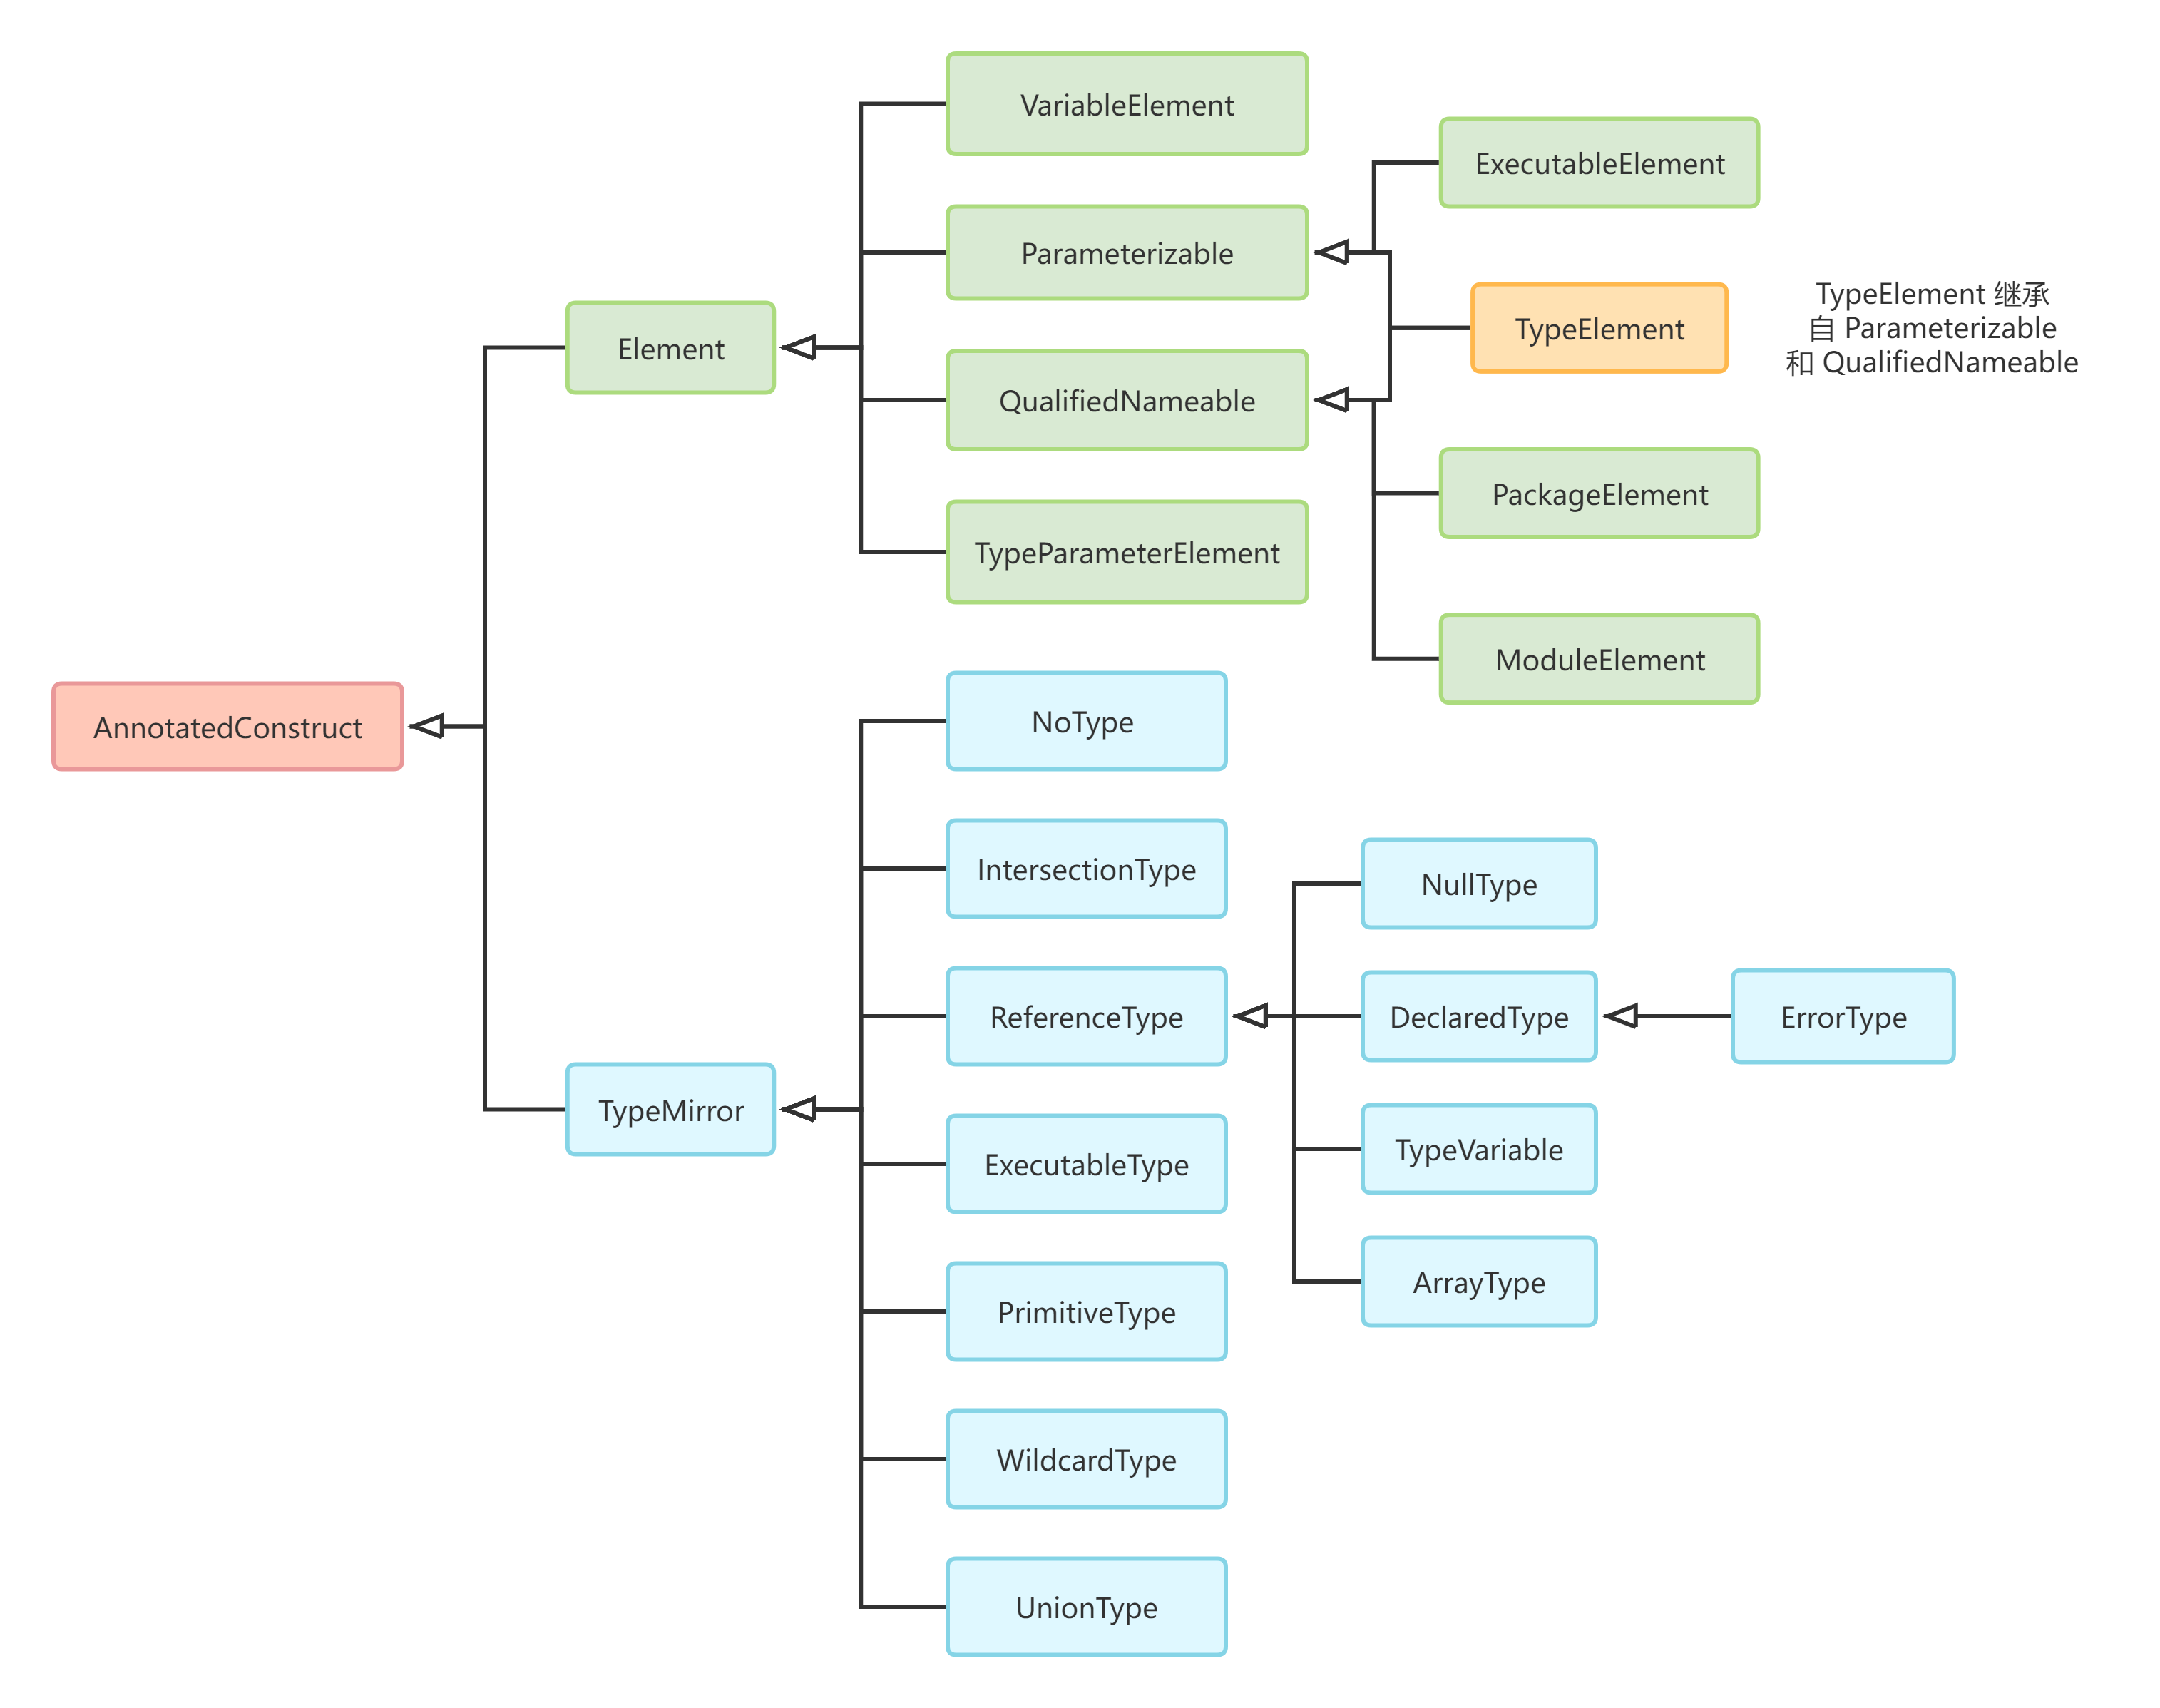 VariableElement
ExecutableElement
Parameterizable
TypeElement 继承
自 Parameterizable
和 QualifiedNameable
TypeElement
Element
QualifiedNameable
PackageElement
TypeParameterElement
ModuleElement
NoType
AnnotatedConstruct
IntersectionType
NullType
ReferenceType
DeclaredType
ErrorType
TypeMirror
TypeVariable
ExecutableType
ArrayType
PrimitiveType
WildcardType
UnionType